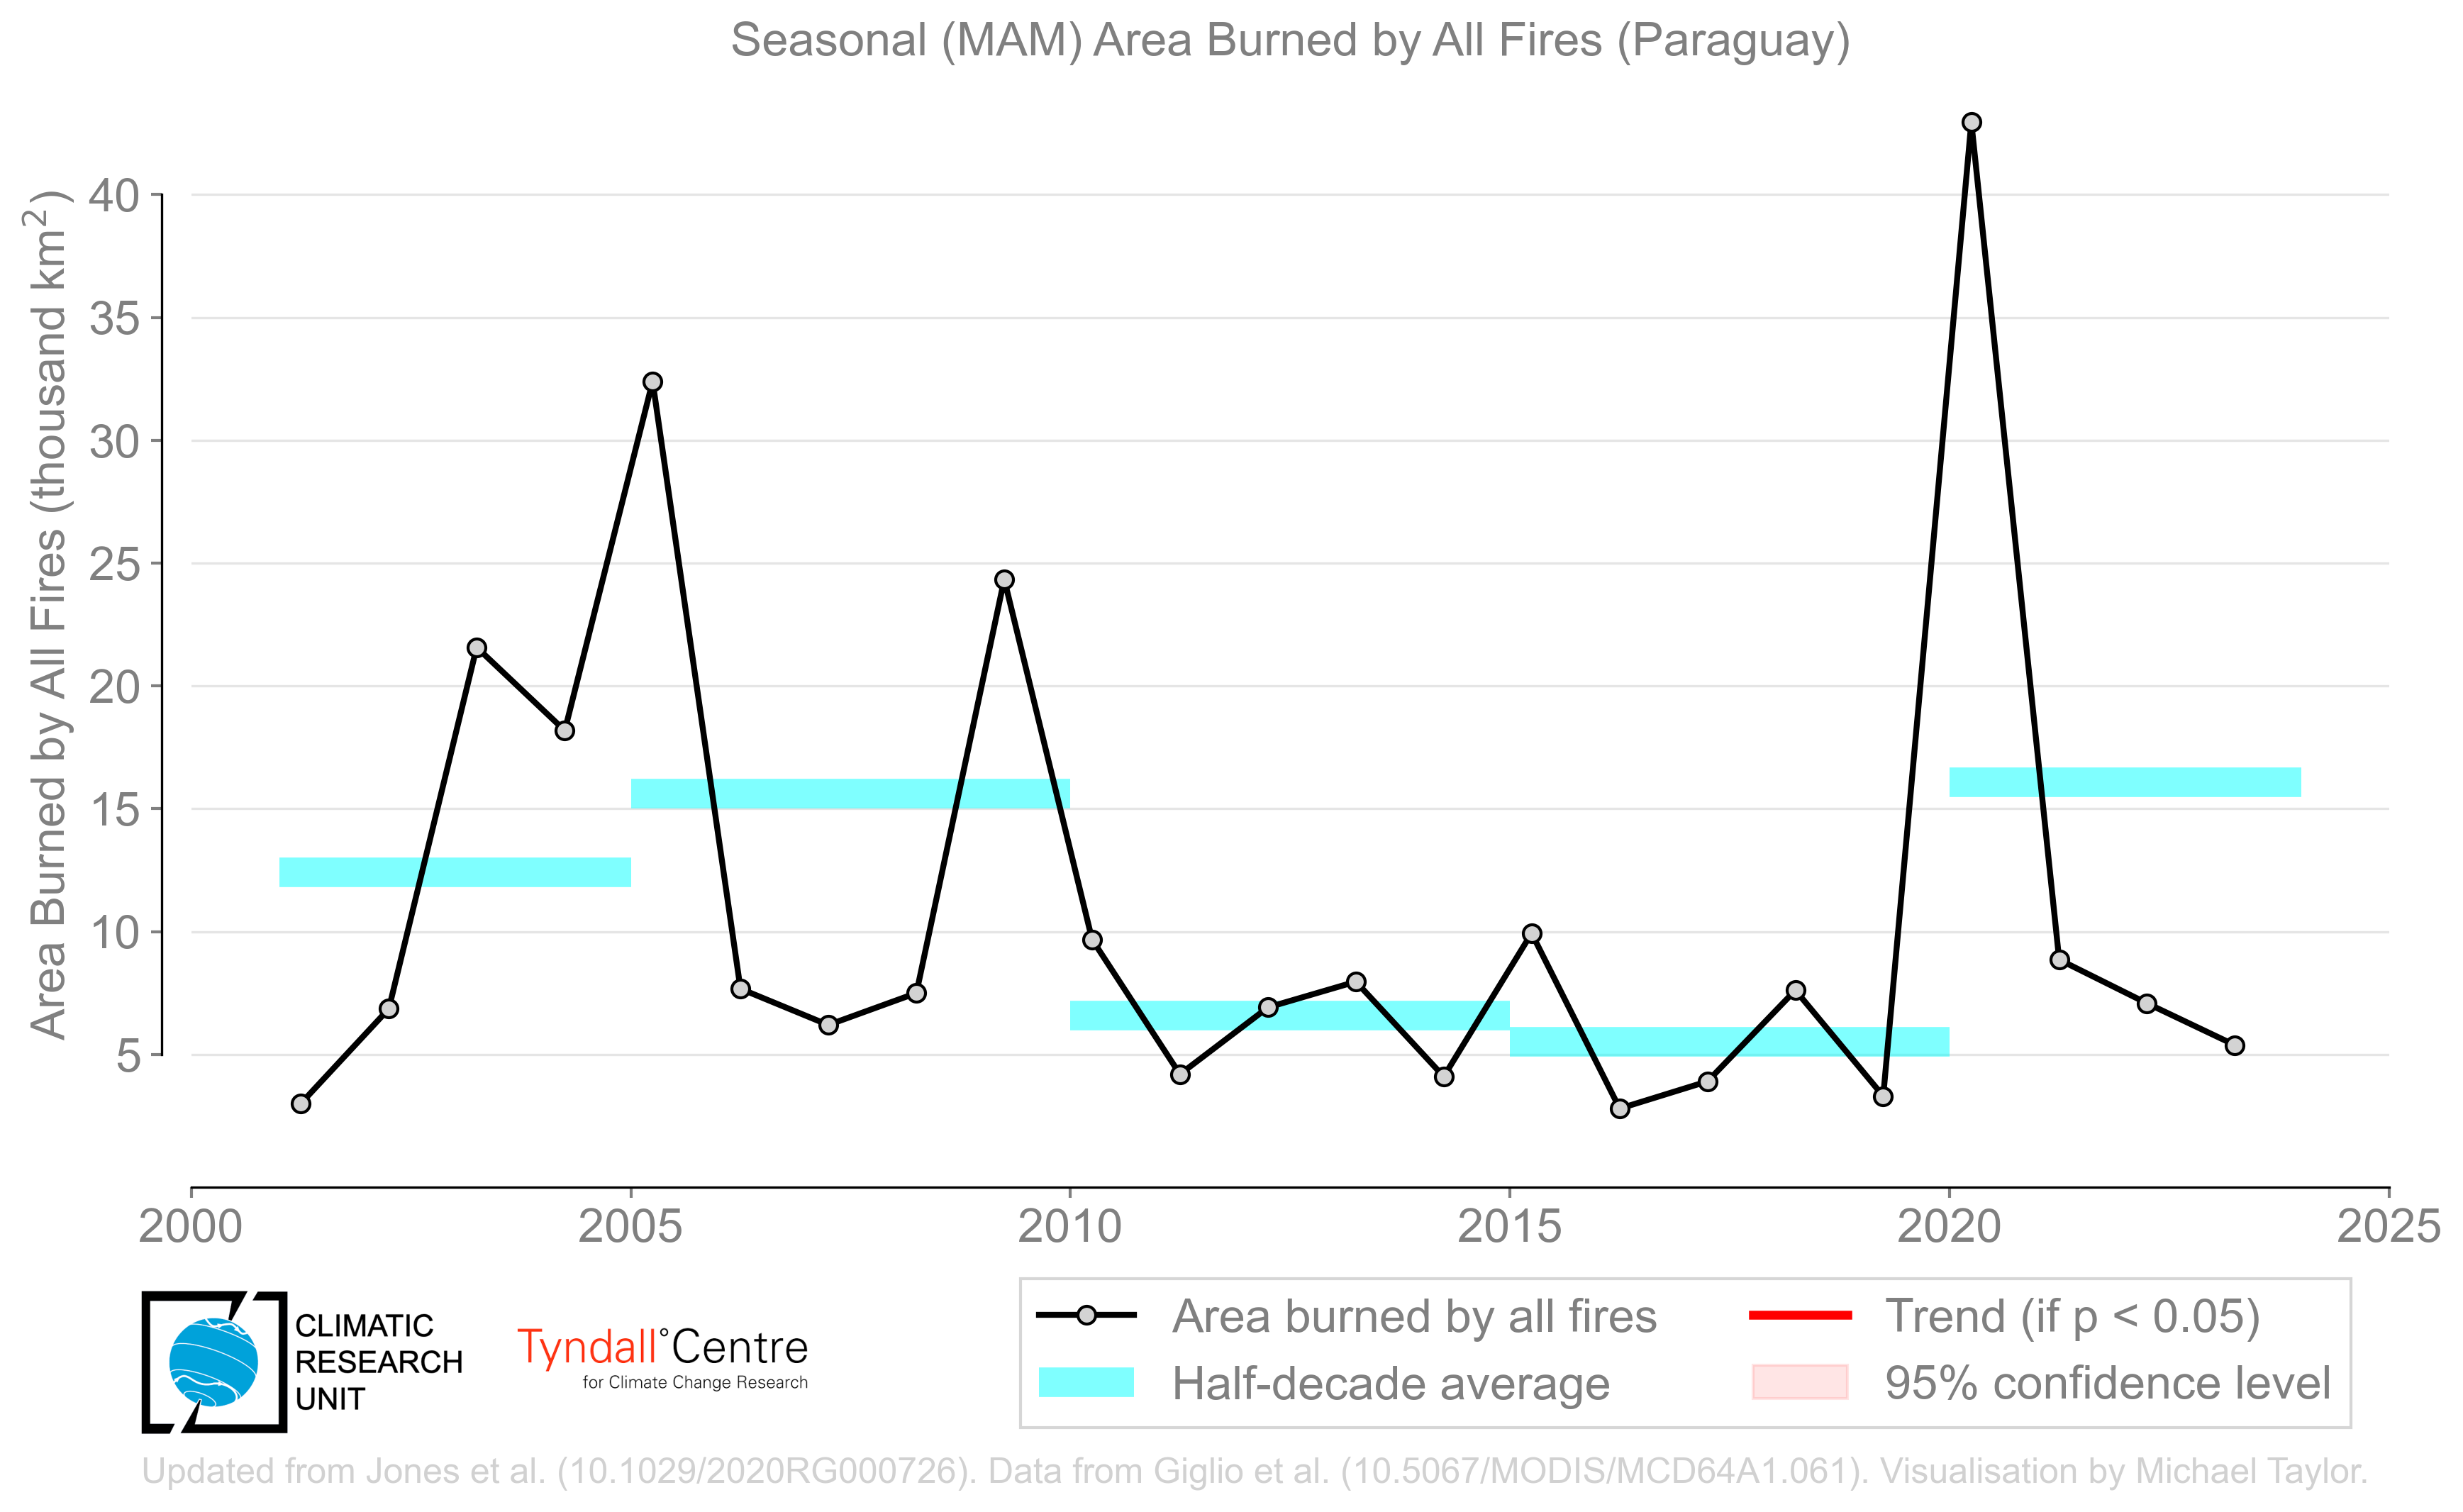 Seasonal (MAM) Area Burned by All Fires (Paraguay)
Area Burned by All Fires (thousand km²)
40
35
30
25
20
15
10
5
2000 2005 2010 2015 2020 2025
CLIMATIC
RESEARCH
UNIT
Tyndall°Centre
for Climate Change Research
Area burned by all fires
Half-decade average
Trend (if p < 0.05)
95% confidence level
Updated from Jones et al. (10.1029/2020RG000726). Data from Giglio et al. (10.5067/MODIS/MCD64A1.061). Visualisation by Michael Taylor.